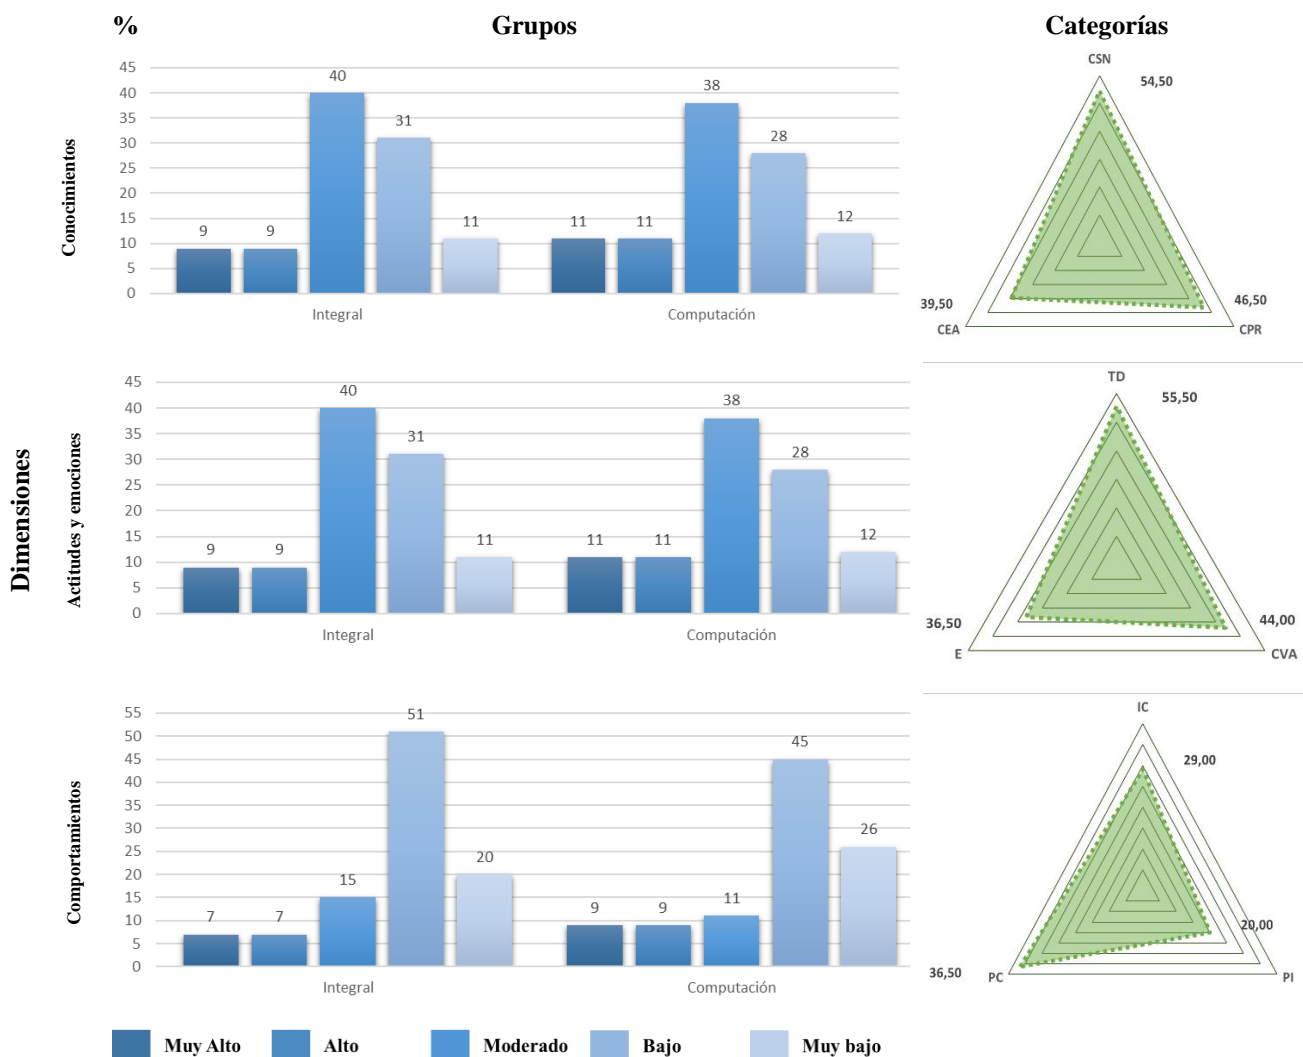 % Grupos Categorías
Dimensiones
Conocimientos
45
40
35
30
25
20
15
10
5
0
9 9 40 31 11 11 11 38 28 12
Integral Computación
CSN
54,50
39,50
CEA
46,50
CPR
Actitudes y emociones
45
40
35
30
25
20
15
10
5
0
9 9 40 31 11 11 11 38 28 12
Integral Computación
TD
55,50
36,50
E
44,00
CVA
Comportamientos
55
50
45
40
35
30
25
20
15
10
5
0
7 7 15 51 20 9 9 11 45 26
Integral Computación
IC
29,00
20,00
36,50
PC
PI
Muy Alto Alto Moderado Bajo Muy bajo